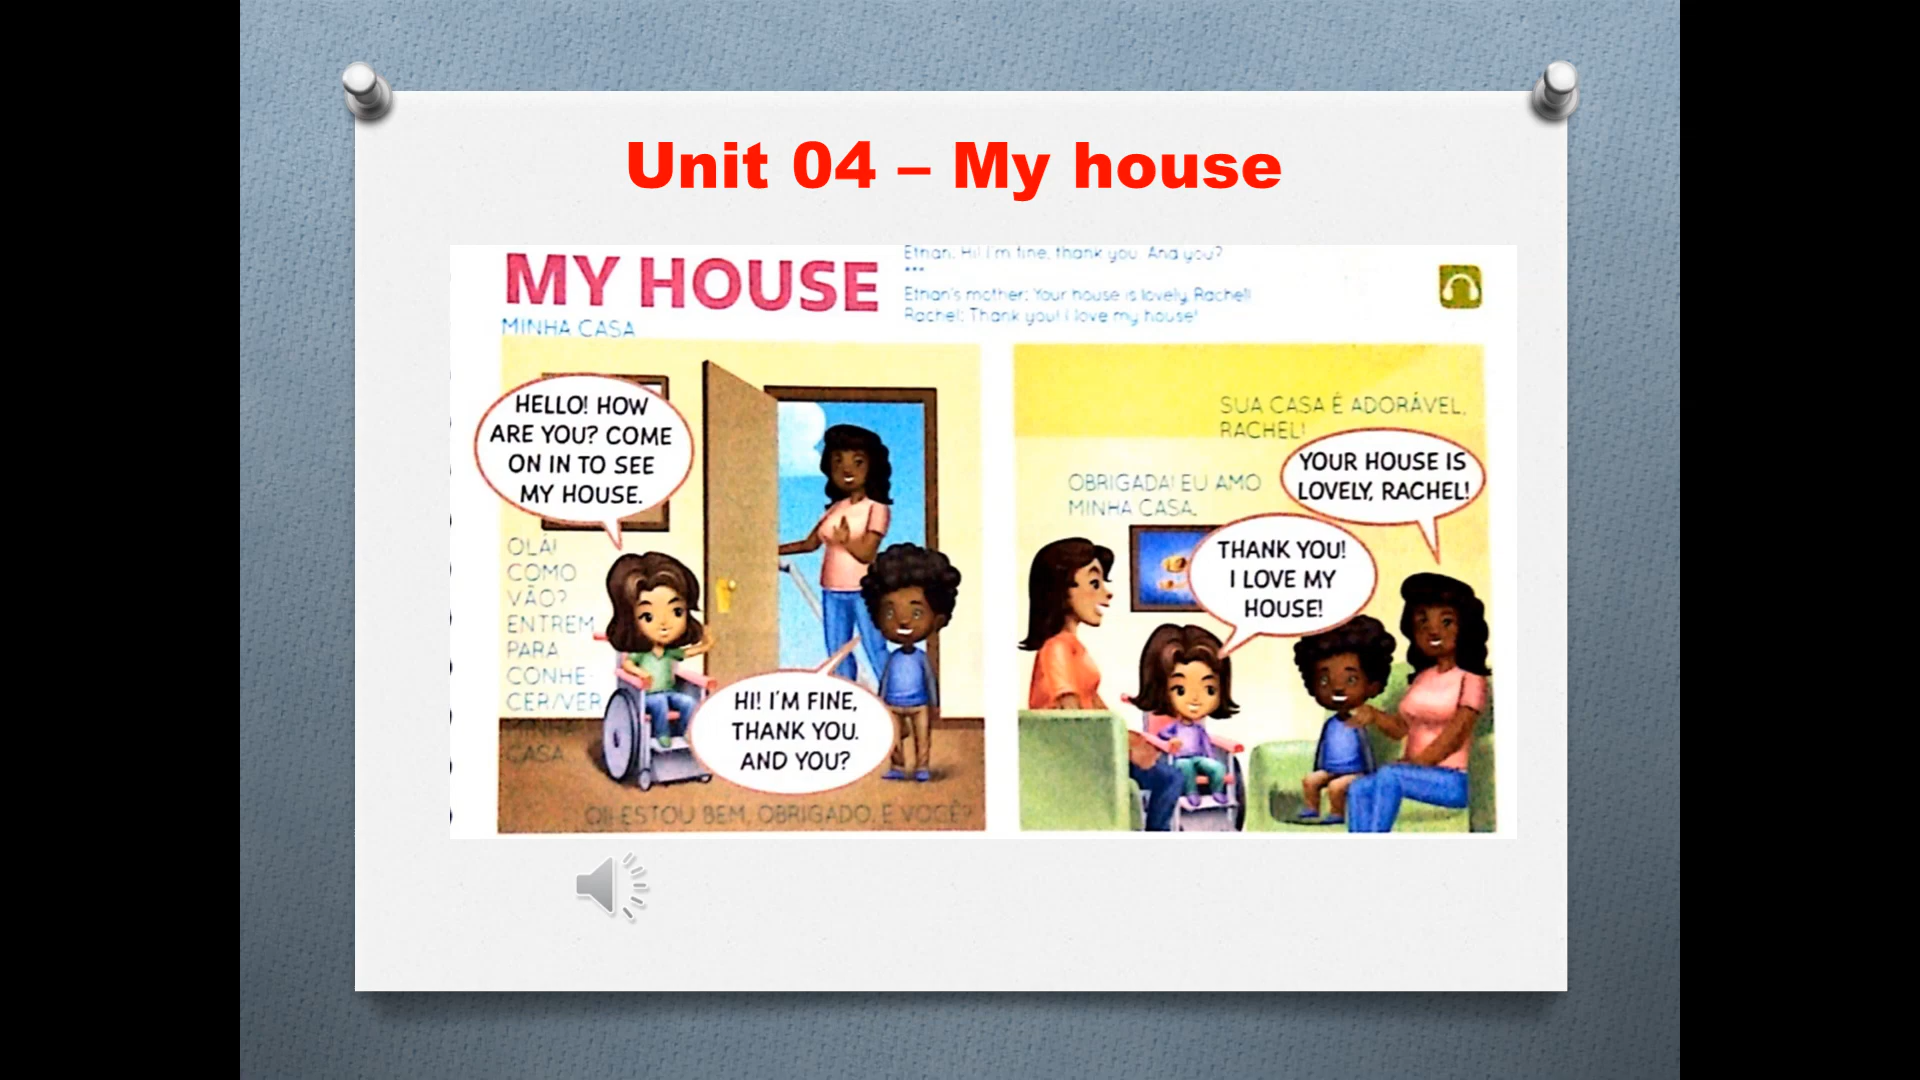 Unit 04 – My house
MY HOUSE
MINHA CASA
Ethan: Hi! I'm fine, thank you. And you?
***
Ethan's mother: Your house is lovely, Rachel!
Rachel: Thank you! I love my house!
HELLO! HOW
ARE YOU? COME
ON IN TO SEE
MY HOUSE.
OLÁ!
COMO
VÃO?
ENTREM
PARA
CONHE-
CER/VER
MINHA
CASA
HI! I'M FINE,
THANK YOU.
AND YOU?
OI! ESTOU BEM, OBRIGADO, E VOCÊ?
SUA CASA É ADORÁVEL,
RACHEL!
YOUR HOUSE IS
LOVELY, RACHEL!
OBRIGADA! EU AMO
MINHA CASA.
THANK YOU!
I LOVE MY
HOUSE!